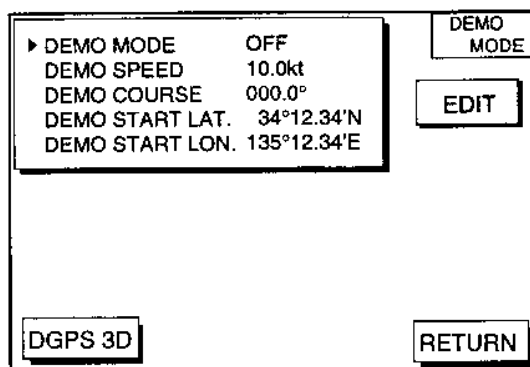 DEMO
MODE
▶ DEMO MODE OFF
DEMO SPEED 10.0kt
DEMO COURSE 000.0°
DEMO START LAT. 34°12.34'N
DEMO START LON. 135°12.34'E
EDIT
DGPS 3D
RETURN